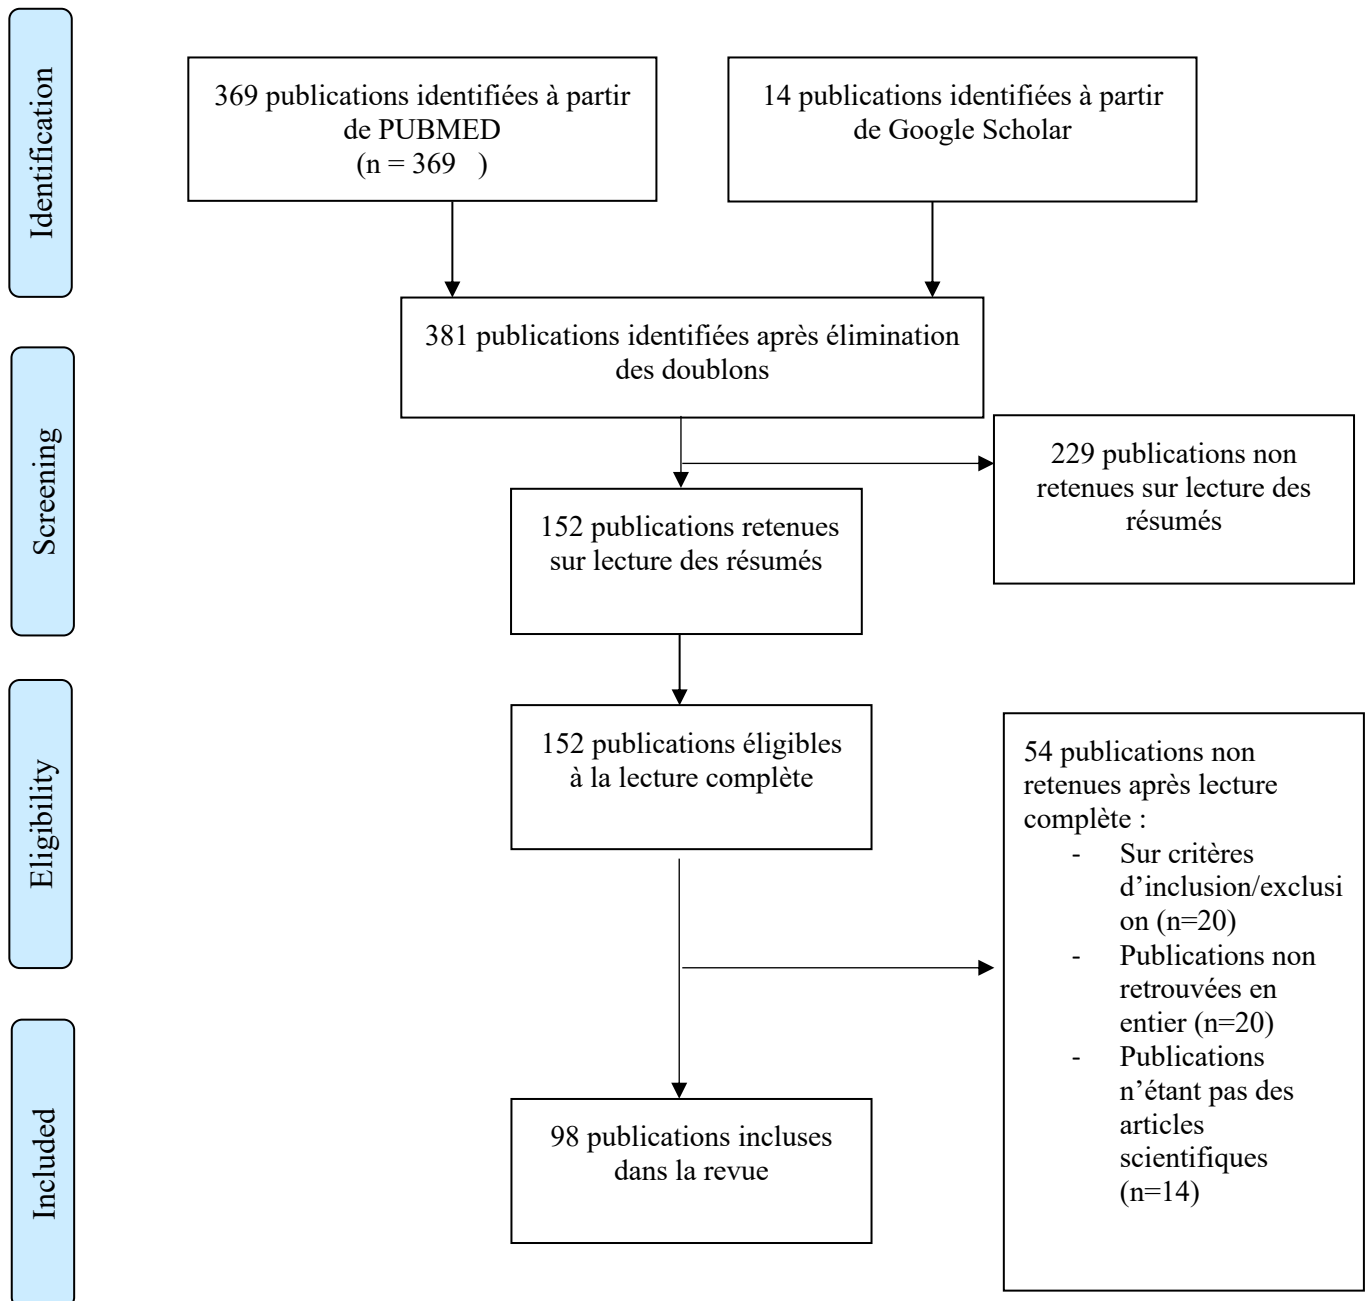 Identification
369 publications identifiées à partir
de PUBMED
(n = 369   )
14 publications identifiées à partir
de Google Scholar
381 publications identifiées après élimination
des doublons
Screening
229 publications non
retenues sur lecture des
résumés
152 publications retenues
sur lecture des résumés
Eligibility
152 publications éligibles
à la lecture complète
54 publications non
retenues après lecture
complète :
- Sur critères
d’inclusion/exclusi
on (n=20)
- Publications non
retrouvées en
entier (n=20)
- Publications
n’étant pas des
articles
scientifiques
(n=14)
Included
98 publications incluses
dans la revue